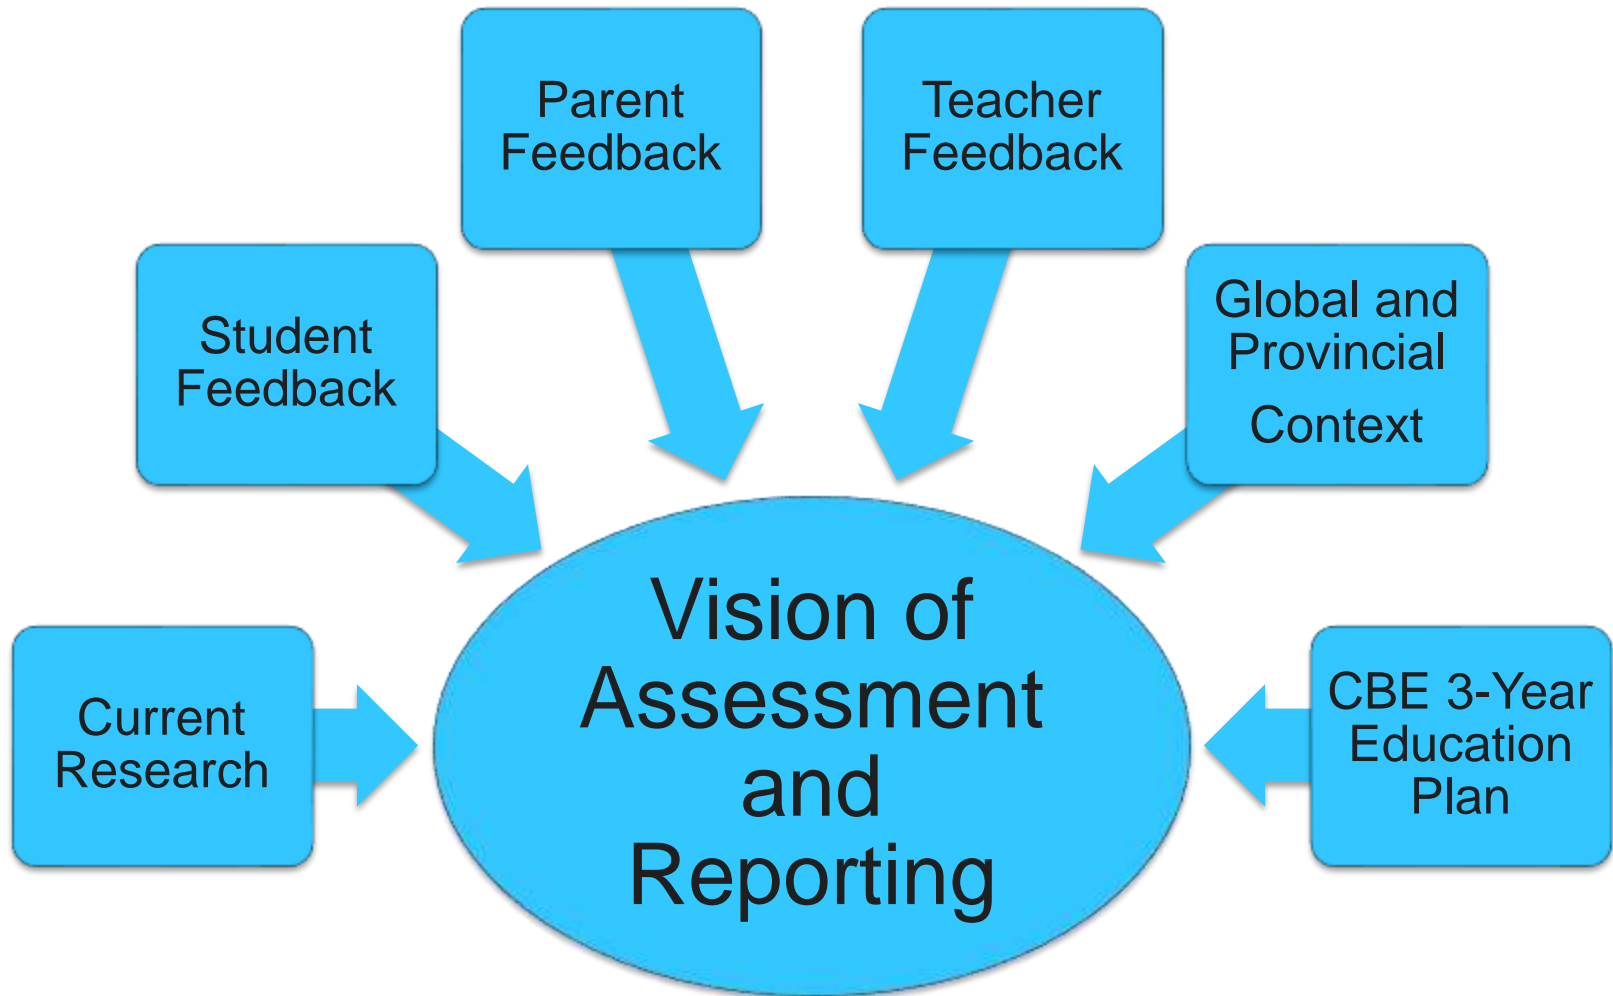 Parent
Feedback
Teacher
Feedback
Student
Feedback
Global and
Provincial
Context
Current
Research
Vision of
Assessment
and
Reporting
CBE 3-Year
Education
Plan